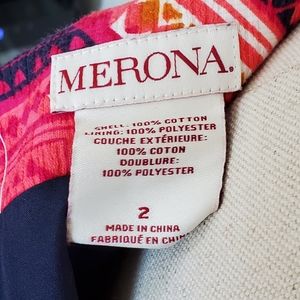 MERONA.
SHELL: 100% COTTON
LINING: 100% POLYESTER
COUCHE EXTÉRIEURE:
100% COTON
DOUBLURE:
100% POLYESTER
2
MADE IN CHINA
FABRIQUÉ EN CHINE